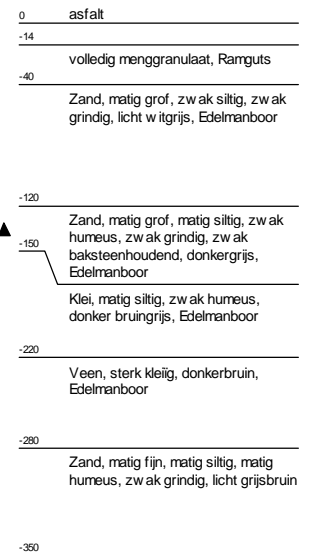 0 asfalt
-14
volledig menggranulaat, Ramguts
-40
Zand, matig grof, zwak siltig, zwak
grindig, licht witgrijs, Edelmanboor
-120
Zand, matig grof, matig siltig, zwak
humeus, zwak grindig, zwak
-150
baksteenhoudend, donkergrijs,
Edelmanboor
Klei, matig siltig, zwak humeus,
donker bruingrijs, Edelmanboor
-220
Veen, sterk kleiïg, donkerbruin,
Edelmanboor
-280
Zand, matig fijn, matig siltig, matig
humeus, zwak grindig, licht grijsbruin
-350